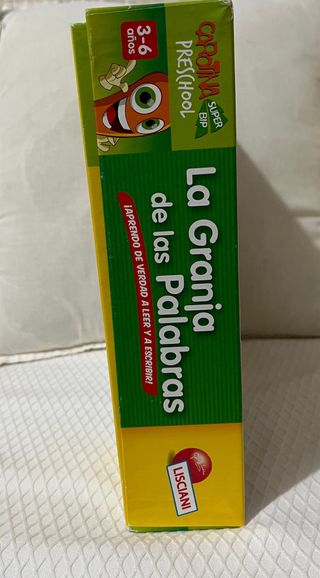 3-6
años
CAROTINA
SUPER
BIP
PRESCHOOL
La Granja
de las Palabras
¡APRENDO DE VERDAD A LEER Y A ESCRIBIR!
LISCIANI